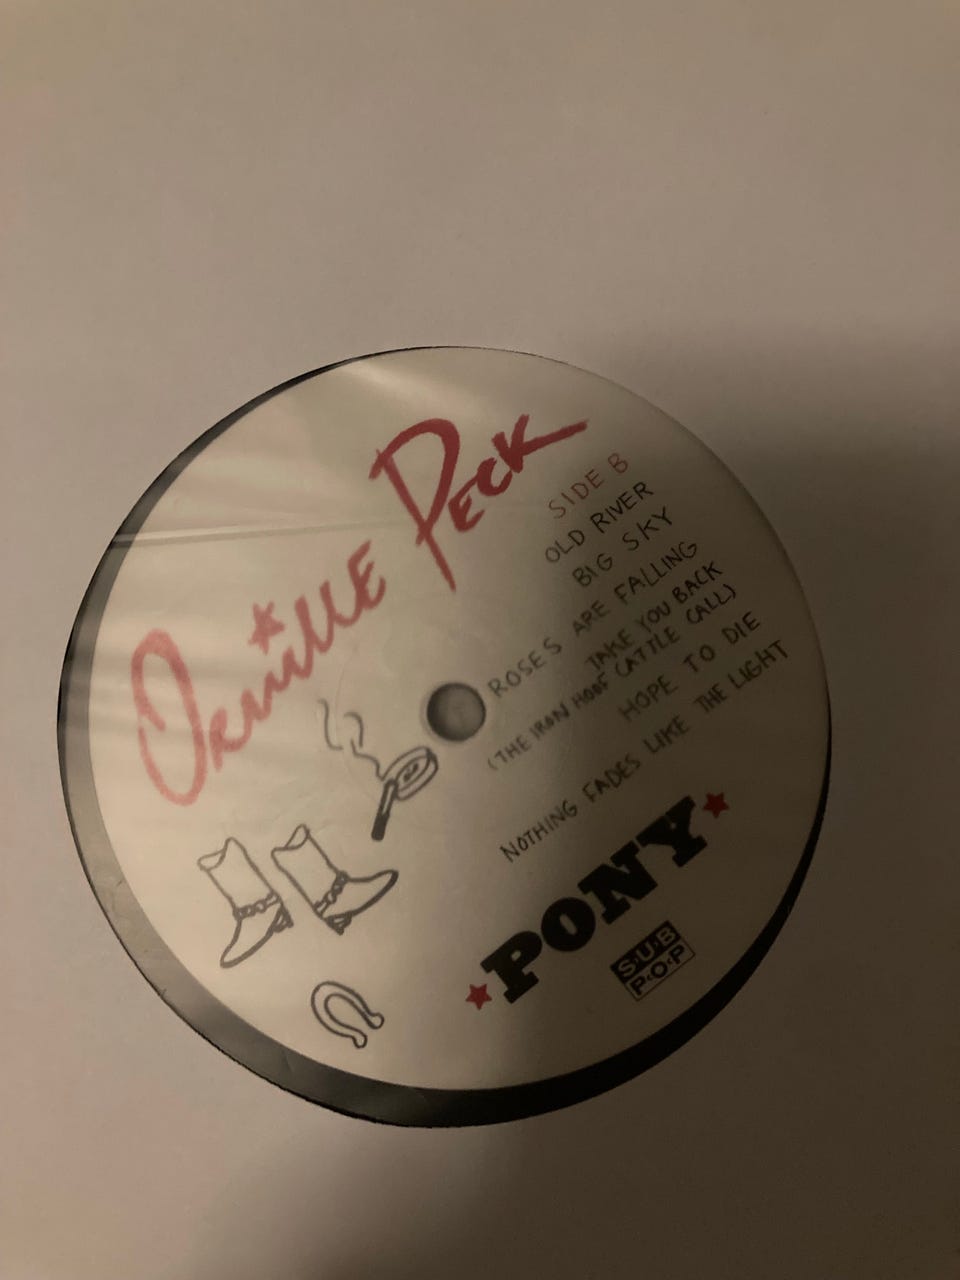 Orville Peck
SIDE B
OLD RIVER
BIG SKY
ROSES ARE FALLING
TAKE YOU BACK
(THE IRON HOOF CATTLE CALL)
HOPE TO DIE
NOTHING FADES LIKE THE LIGHT
PONY
SUB
POP